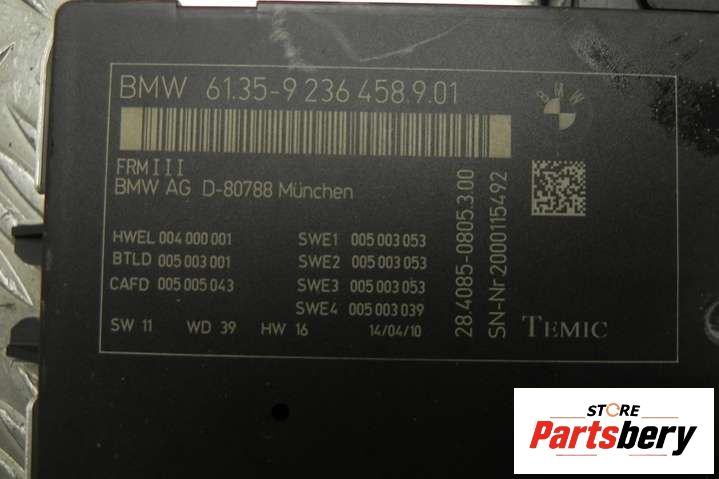 BMW 61.35-9 236 458.9.01
BMW
FRMIII
BMW AG D-80788 München
HWEL 004 000 001 SWE1 005 003 053
BTLD 005 003 001 SWE2 005 003 053
CAFD 005 005 043 SWE3 005 003 053
SWE4 005 003 039
SW 11 WD 39 HW 16 14/04/10
28.4085-0805.3.00
SN-Nr 2000115492
TEMIC
STORE
Partsbery